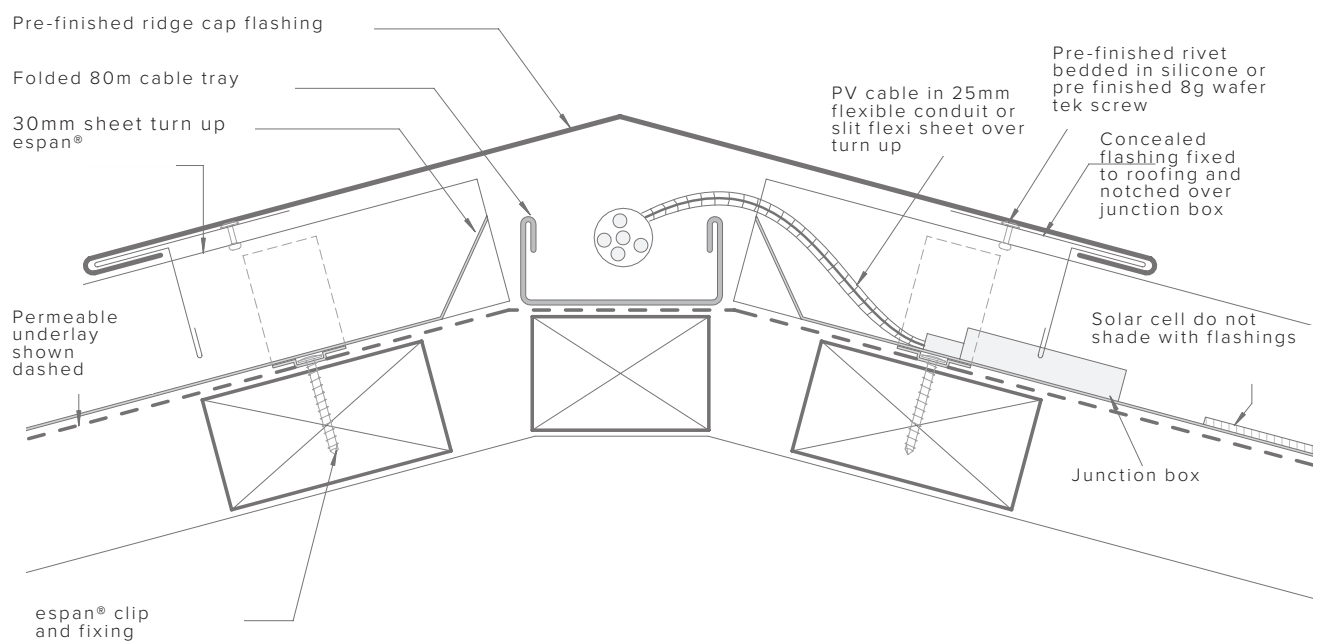 Pre-finished ridge cap flashing
Folded 80m cable tray
30mm sheet turn up
espan®
Permeable
underlay
shown
dashed
espan® clip
and fixing
PV cable in 25mm
flexible conduit or
slit flexi sheet over
turn up
Pre-finished rivet
bedded in silicone or
pre finished 8g wafer
tek screw
Concealed
flashing fixed
to roofing and
notched over
junction box
Solar cell do not
shade with flashings
Junction box